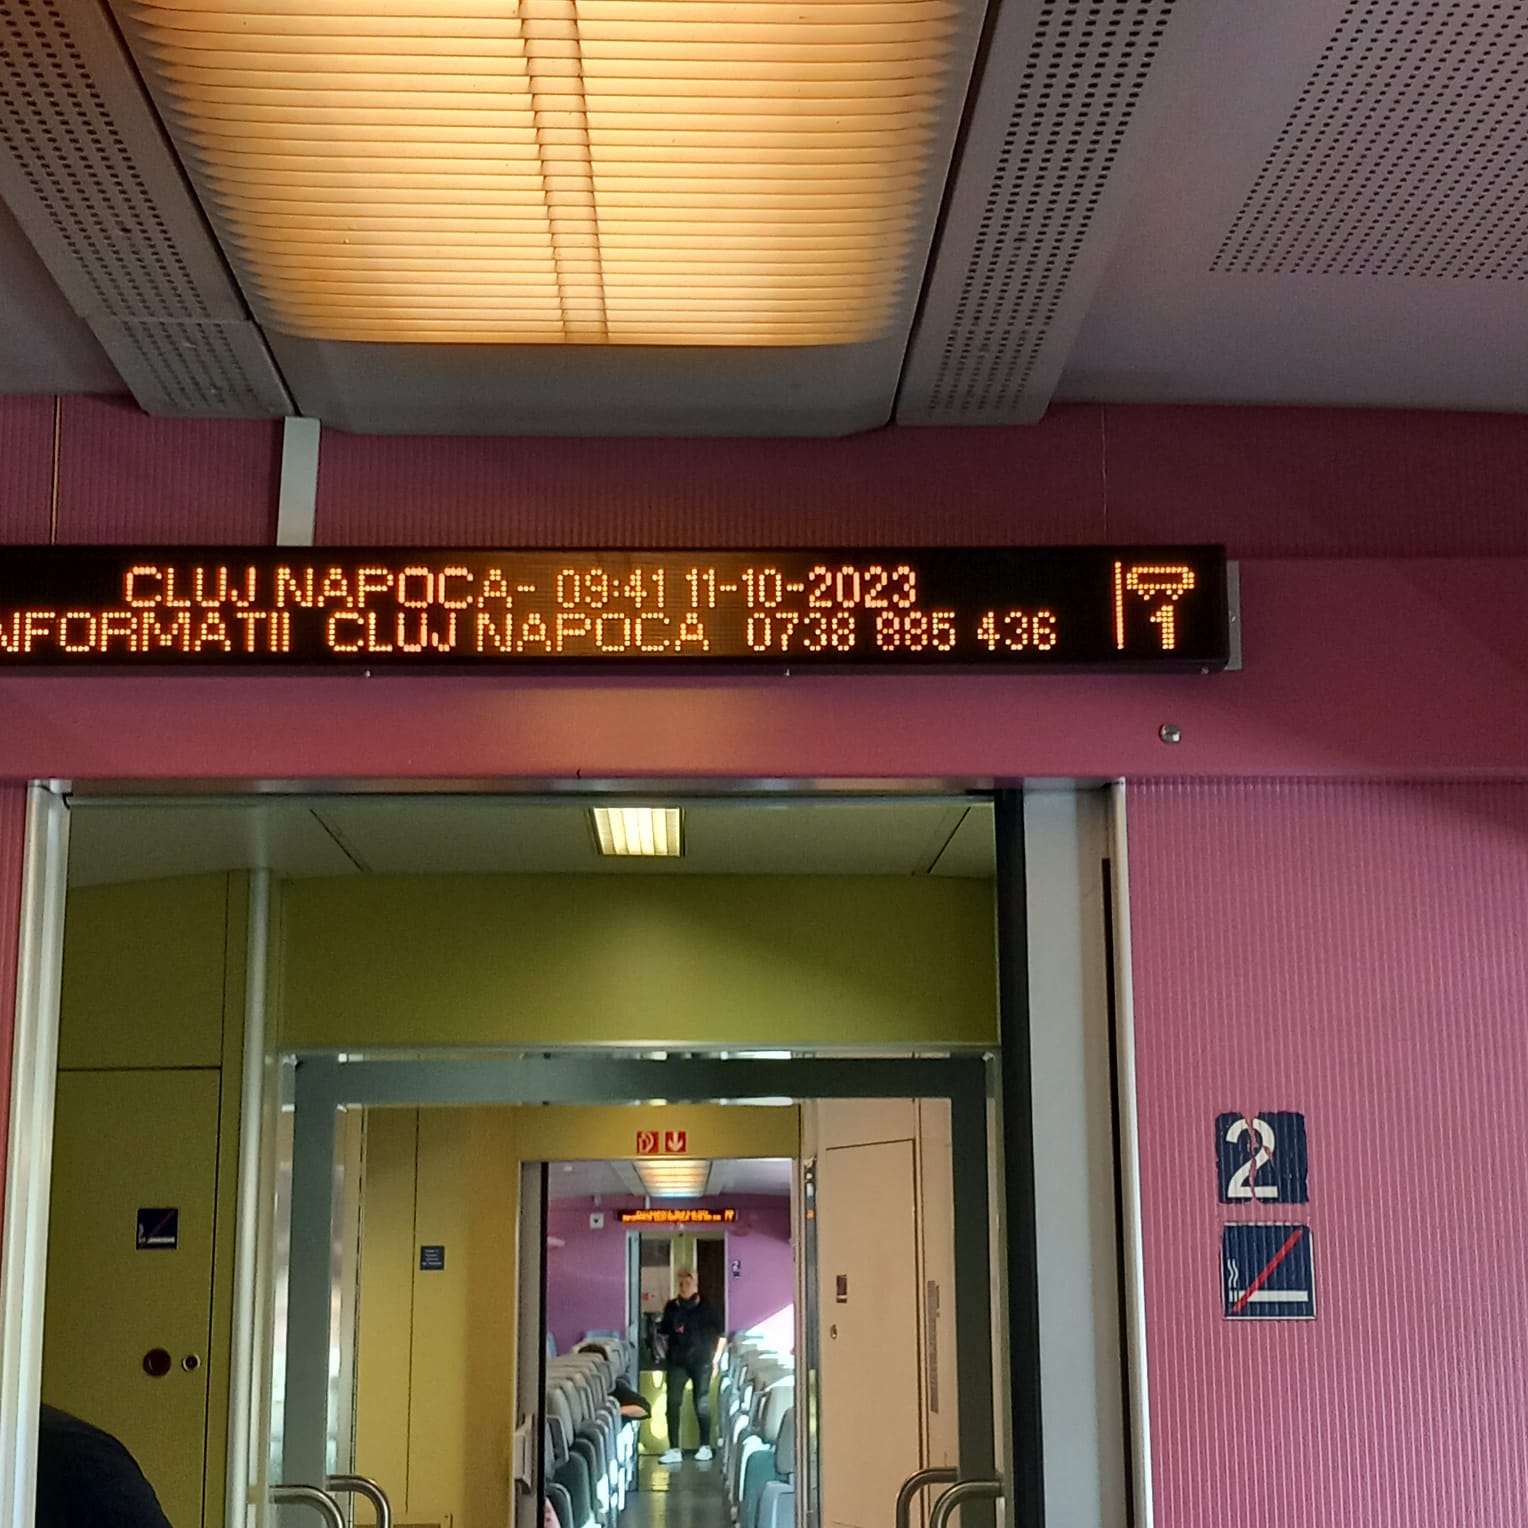 CLUJ NAPOCA- 09:41 11-10-2023
NFORMATII CLUJ NAPOCA 0738 885 436
1
2